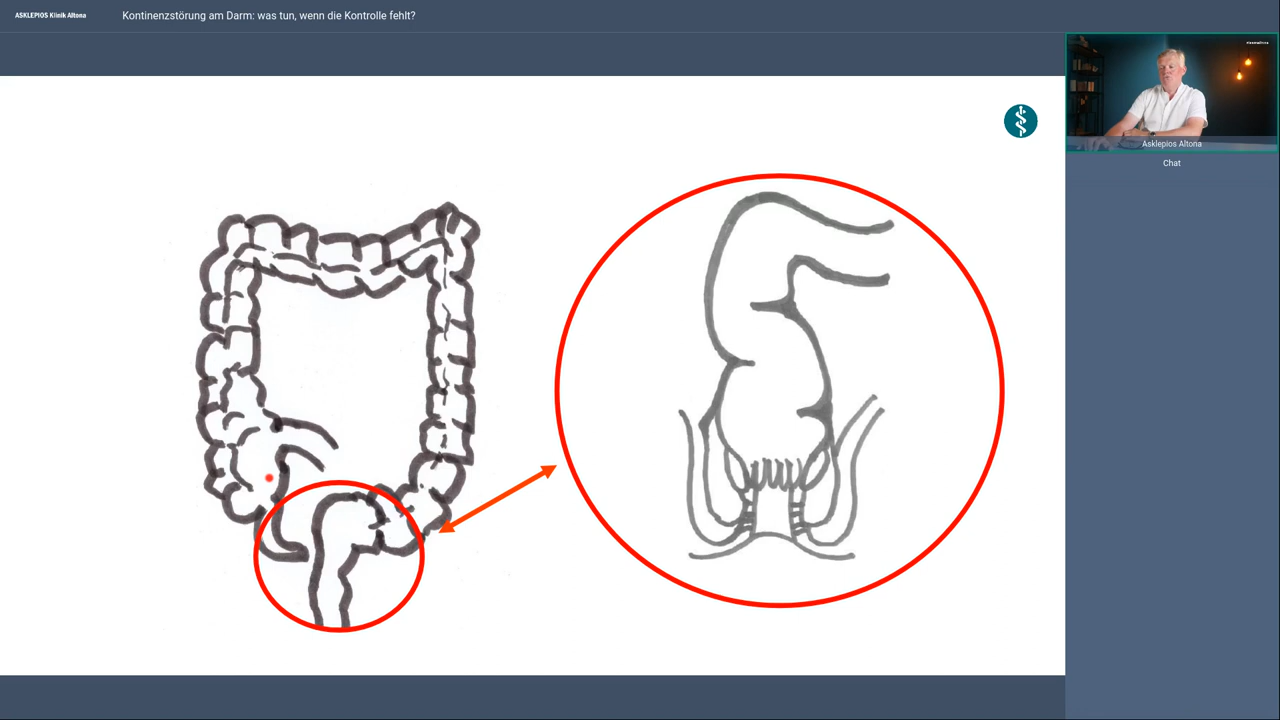 ASKLEPIOS Klinik Altona
Kontinenzstörung am Darm: was tun, wenn die Kontrolle fehlt?
Asklepios Altona
Chat